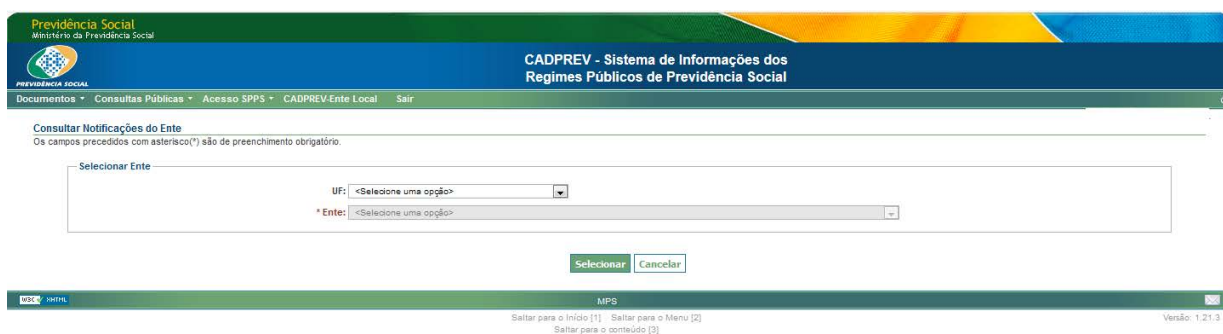 Previdência Social
Ministério da Previdência Social
PREVIDÊNCIA SOCIAL
CADPREV - Sistema de Informações dos
Regimes Públicos de Previdência Social
Documentos Consultas Públicas Acesso SPPS CADPREV-Ente Local Sair
Consultar Notificações do Ente
Os campos precedidos com asterisco(*) são de preenchimento obrigatório.
Selecionar Ente
UF: <Selecione uma opção>
* Ente: <Selecione uma opção>
Selecionar Cancelar
W3C XHTML MPS
Saltar para o Início [1] Saltar para o Menu [2]
Saltar para o conteúdo [3]
Versão: 1.21.3